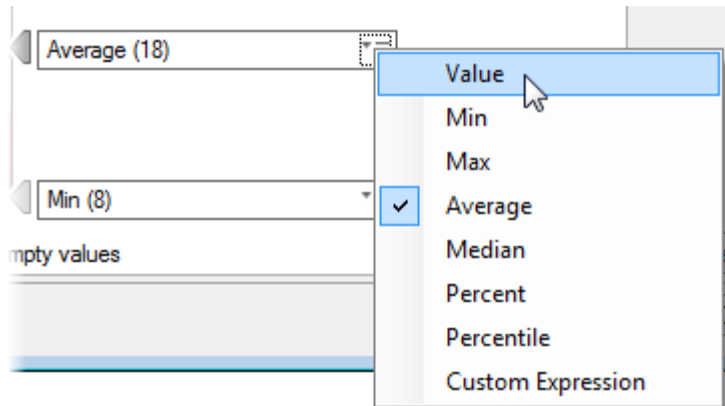 Average (18)
Value
Min
Max
Min (8)
Average
mpty values
Median
Percent
Percentile
Custom Expression